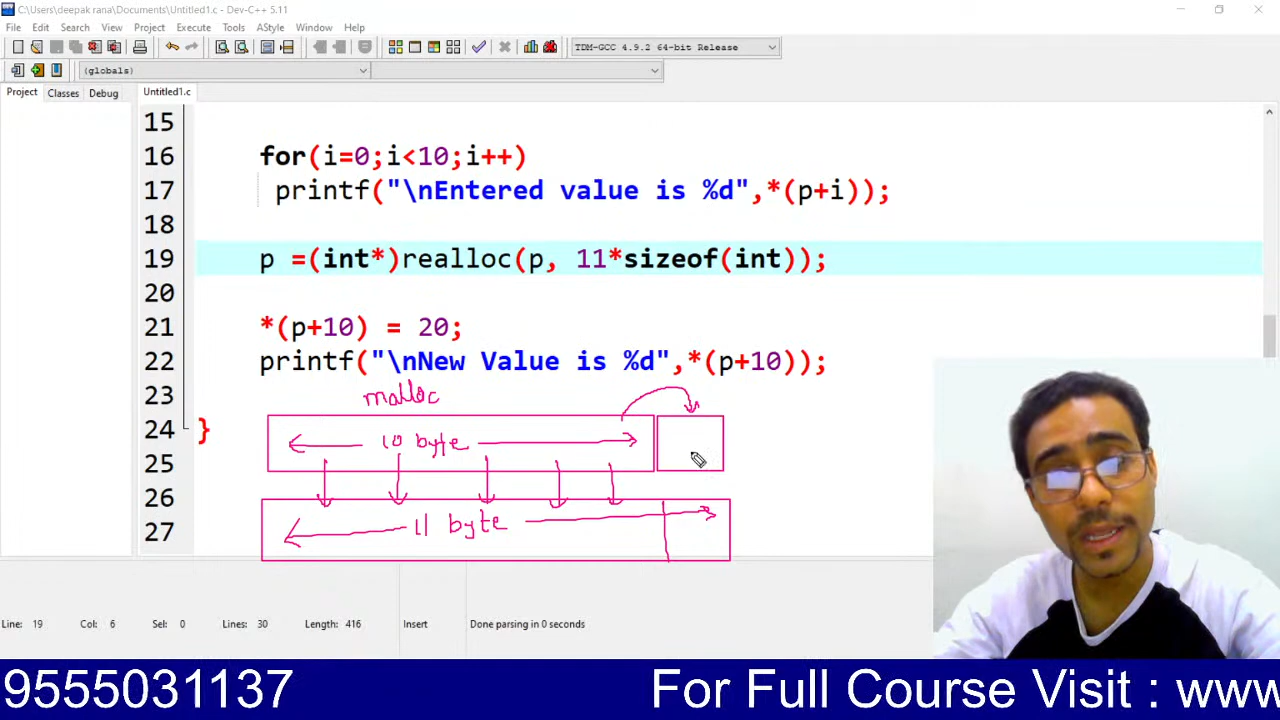 C:\Users\deepak rana\Documents\Untitled1.c - Dev-C++ 5.11
File Edit Search View Project Execute Tools AStyle Window Help
TDM-GCC 4.9.2 64-bit Release
(globals)
Project Classes Debug Untitled1.c
15
16 for(i=0;i<10;i++)
17 printf("\nEntered value is %d",*(p+i));
18
19 p =(int*)realloc(p, 11*sizeof(int));
20
21 *(p+10) = 20;
22 printf("\nNew Value is %d",*(p+10));
23
malloc
24 }
10 byte
25
26
27
11 byte
Line: 19 Col: 6 Sel: 0 Lines: 30 Length: 416 Insert Done parsing in 0 seconds
9555031137 For Full Course Visit : www